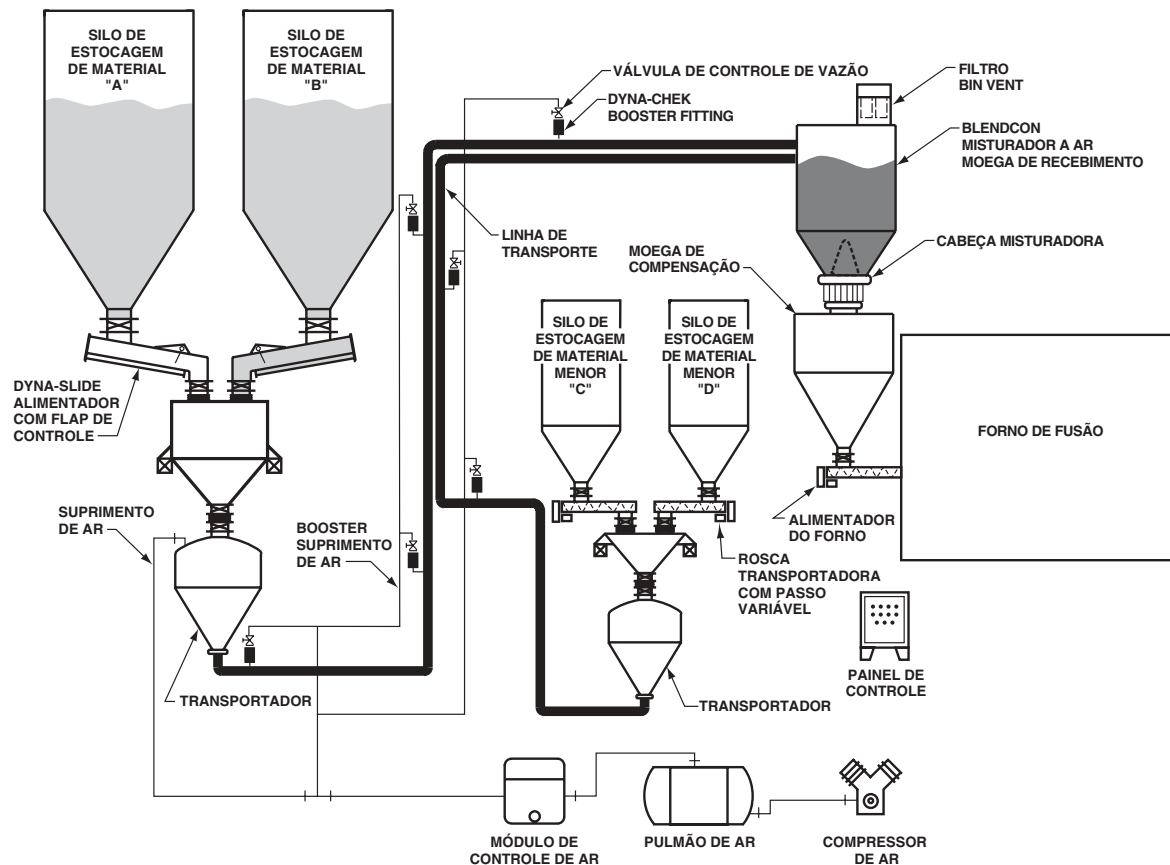 SILO DE
ESTOCAGEM
DE MATERIAL
"A"
SILO DE
ESTOCAGEM
DE MATERIAL
"B"
VÁLVULA DE CONTROLE DE VAZÃO
DYNA-CHEK
BOOSTER FITTING
FILTRO
BIN VENT
BLENDCON
MISTURADOR A AR
MOEGA DE RECEBIMENTO
LINHA DE
TRANSPORTE
MOEGA DE
COMPENSAÇÃO
CABEÇA MISTURADORA
SILO DE
ESTOCAGEM
DE MATERIAL
MENOR
"C"
SILO DE
ESTOCAGEM
DE MATERIAL
MENOR
"D"
DYNA-SLIDE
ALIMENTADOR
COM FLAP DE
CONTROLE
FORNO DE FUSÃO
SUPRIMENTO
DE AR
BOOSTER
SUPRIMENTO
DE AR
ALIMENTADOR
DO FORNO
ROSCA
TRANSPORTADORA
COM PASSO
VARIÁVEL
PAINEL DE
CONTROLE
TRANSPORTADOR
TRANSPORTADOR
MÓDULO DE
CONTROLE DE AR
PULMÃO DE AR
COMPRESSOR
DE AR